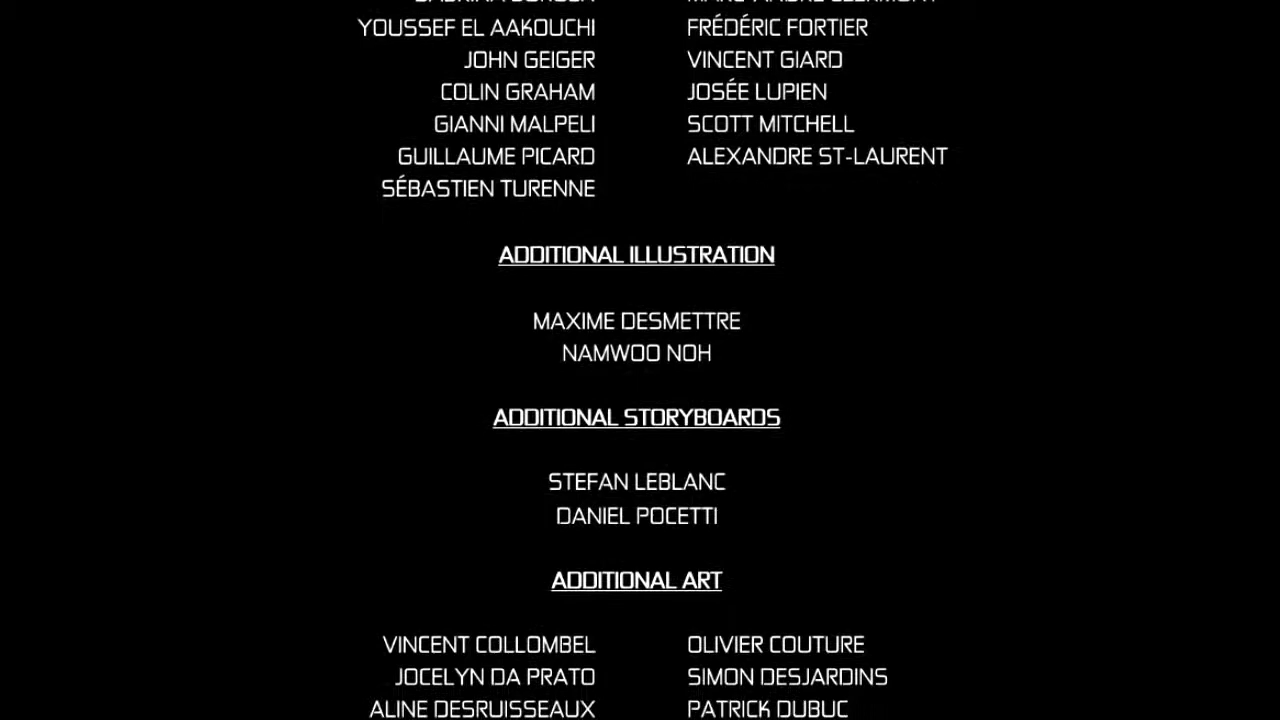 YOUSSEF EL AAKOUCHI FRÉDÉRIC FORTIER
JOHN GEIGER VINCENT GIARD
COLIN GRAHAM JOSÉE LUPIEN
GIANNI MALPELI SCOTT MITCHELL
GUILLAUME PICARD ALEXANDRE ST-LAURENT
SÉBASTIEN TURENNE
ADDITIONAL ILLUSTRATION
MAXIME DESMETTRE
NAMWOO NOH
ADDITIONAL STORYBOARDS
STEFAN LEBLANC
DANIEL POCETTI
ADDITIONAL ART
VINCENT COLLOMBEL OLIVIER COUTURE
JOCELYN DA PRATO SIMON DESJARDINS
ALINE DESRUISSEAUX PATRICK DUBUC